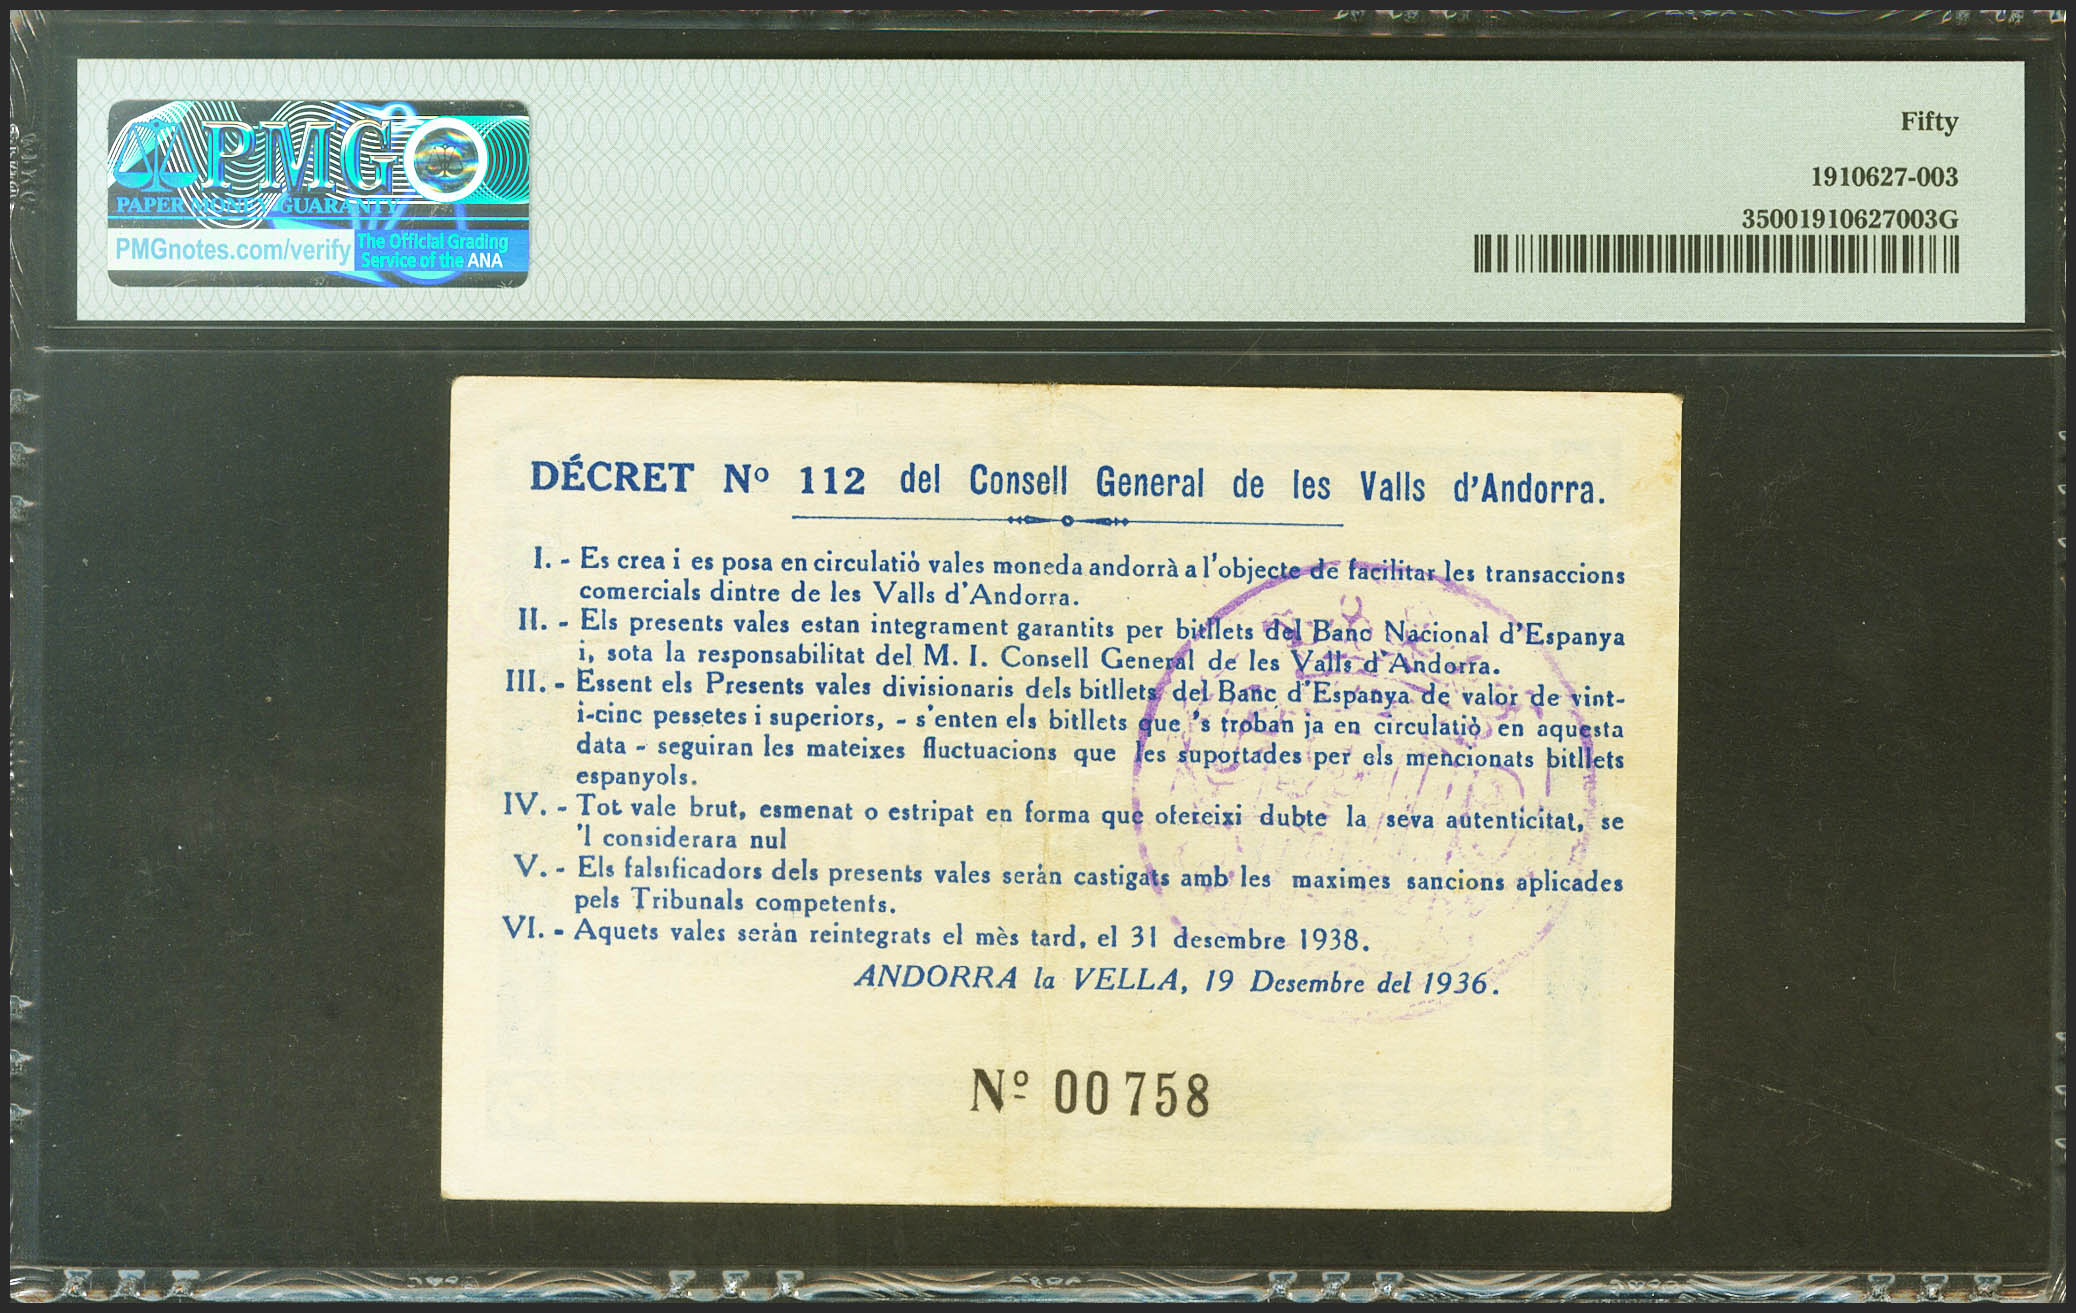 PMG
PAPER MONEY GUARANTY
PMGnotes.com/verify
The Official Grading
Service of the ANA
Fifty
1910627-003
35001910627003G
DÉCRET Nº 112 del Consell General de les Valls d'Andorra.
I. - Es crea i es posa en circulatiò vales moneda andorrà a l'objecte de facilitar les transaccions
comercials dintre de les Valls d'Andorra.
II. - Els presents vales estan integrament garantits per bitllets del Banc Nacional d'Espanya
i, sota la responsabilitat del M. I. Consell General de les Valls d'Andorra.
III. - Essent els Presents vales divisionaris dels bitllets del Banc d'Espanya de valor de vint-
i-cinc pessetes i superiors, - s'enten els bitllets que 's troban ja en circulatiò en aquesta
data - seguiran les mateixes fluctuacions que les suportades per els mencionats bitllets
espanyols.
IV. - Tot vale brut, esmenat o estripat en forma que ofereixi dubte la seva autenticitat, se
'l considerara nul
V. - Els falsificadors dels presents vales seràn castigats amb les maximes sancions aplicades
pels Tribunals competents.
VI. - Aquets vales seràn reintegrats el mès tard, el 31 desembre 1938.
ANDORRA la VELLA, 19 Desembre del 1936.
Nº 00758